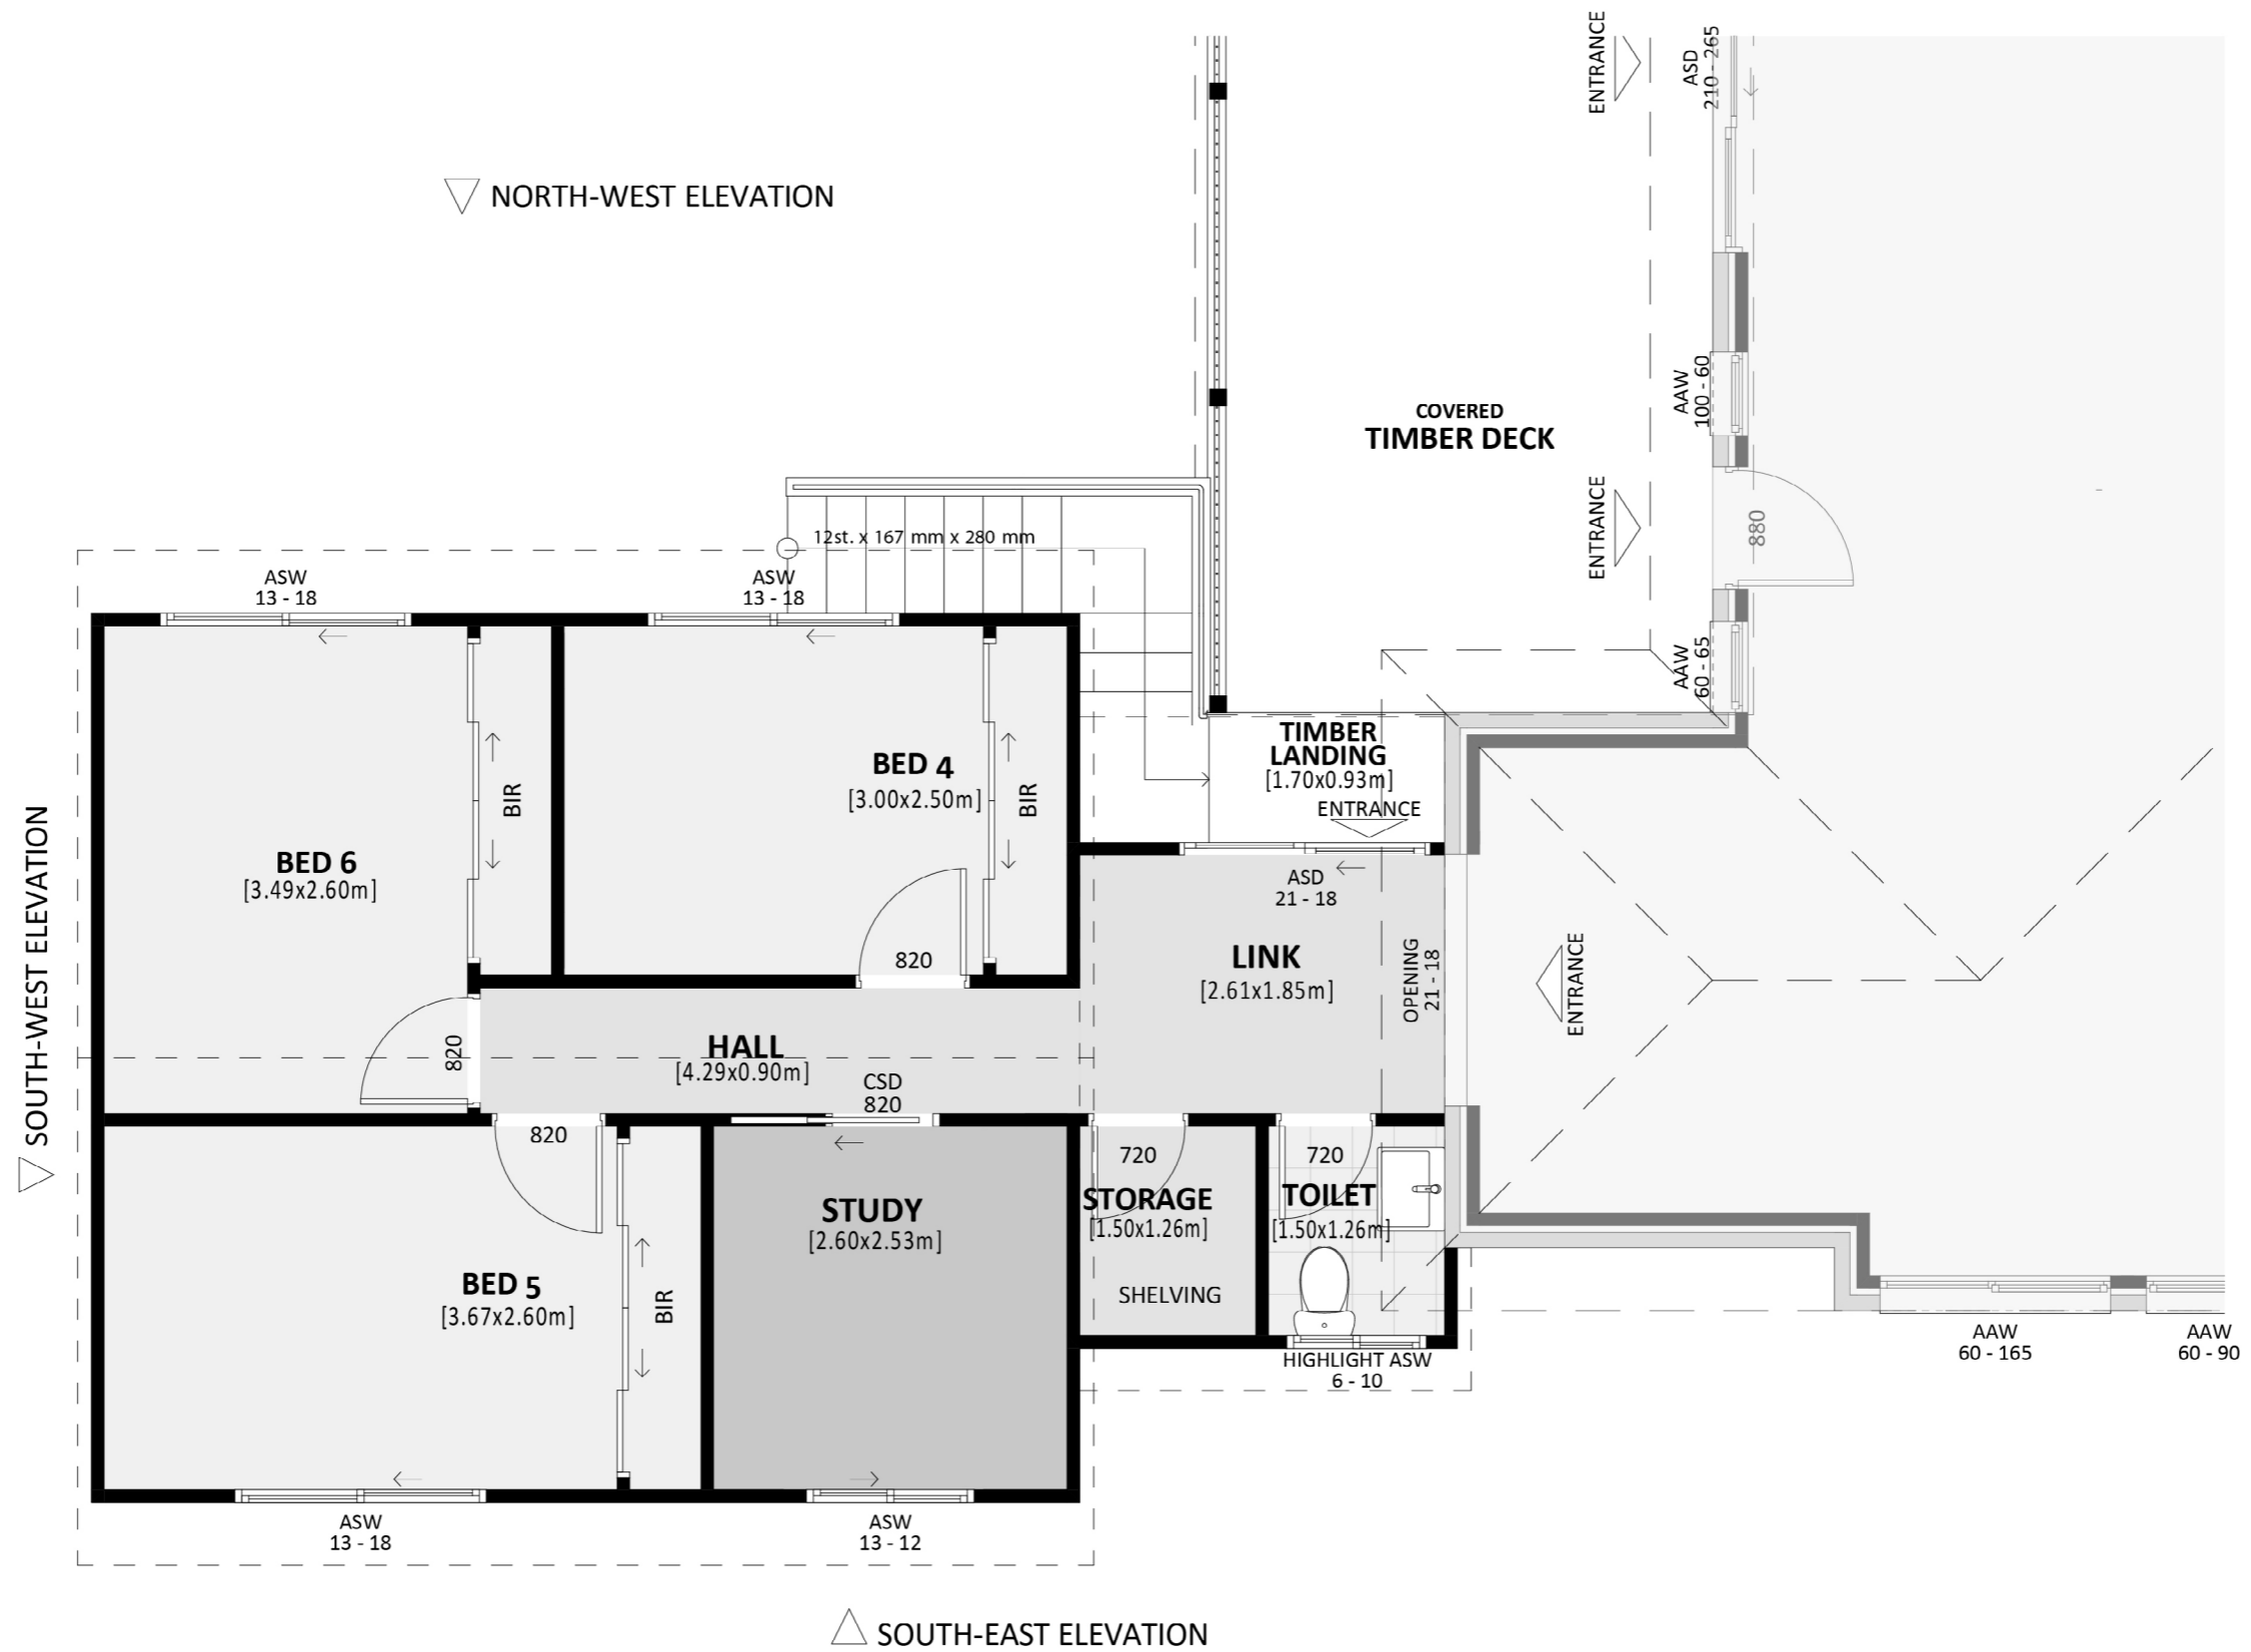 ENTRANCE
ASD
210 - 265
NORTH-WEST ELEVATION
AAW
100 - 60
COVERED
TIMBER DECK
ENTRANCE
880
12st. x 167 mm x 280 mm
ASW
13 - 18
ASW
13 - 18
AAW
60 - 65
TIMBER
LANDING
[1.70x0.93m]
ENTRANCE
BED 4
[3.00x2.50m]
BIR
BIR
BED 6
[3.49x2.60m]
SOUTH-WEST ELEVATION
ASD
21 - 18
820
LINK
[2.61x1.85m]
OPENING
21 - 18
ENTRANCE
820
HALL
[4.29x0.90m]
CSD
820
820
720
720
STUDY
[2.60x2.53m]
STORAGE
[1.50x1.26m]
TOILET
[1.50x1.26m]
BED 5
[3.67x2.60m]
BIR
SHELVING
HIGHLIGHT ASW
6 - 10
AAW
60 - 165
AAW
60 - 90
ASW
13 - 18
ASW
13 - 12
SOUTH-EAST ELEVATION